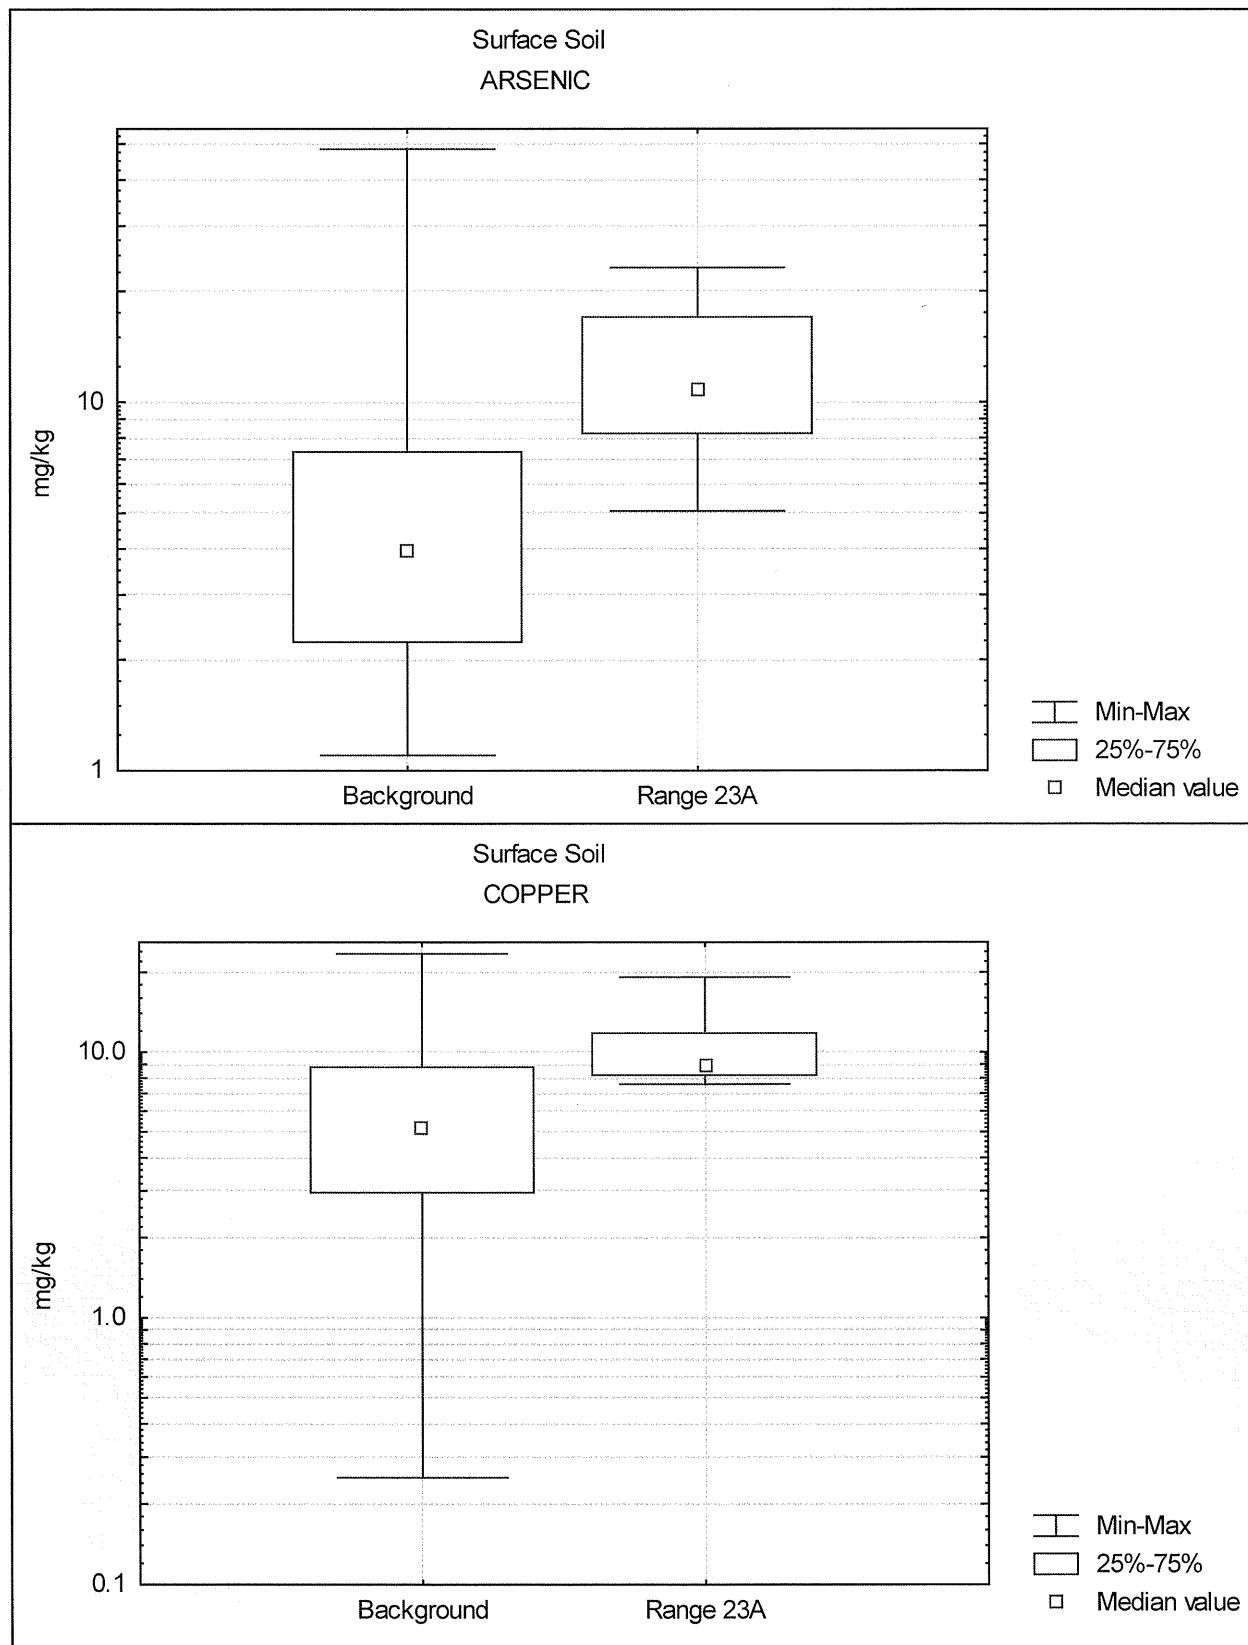 Surface Soil
ARSENIC
10
mg/kg
1
Background Range 23A
Min-Max
25%-75%
Median value
Surface Soil
COPPER
10.0
mg/kg
1.0
0.1
Background Range 23A
Min-Max
25%-75%
Median value